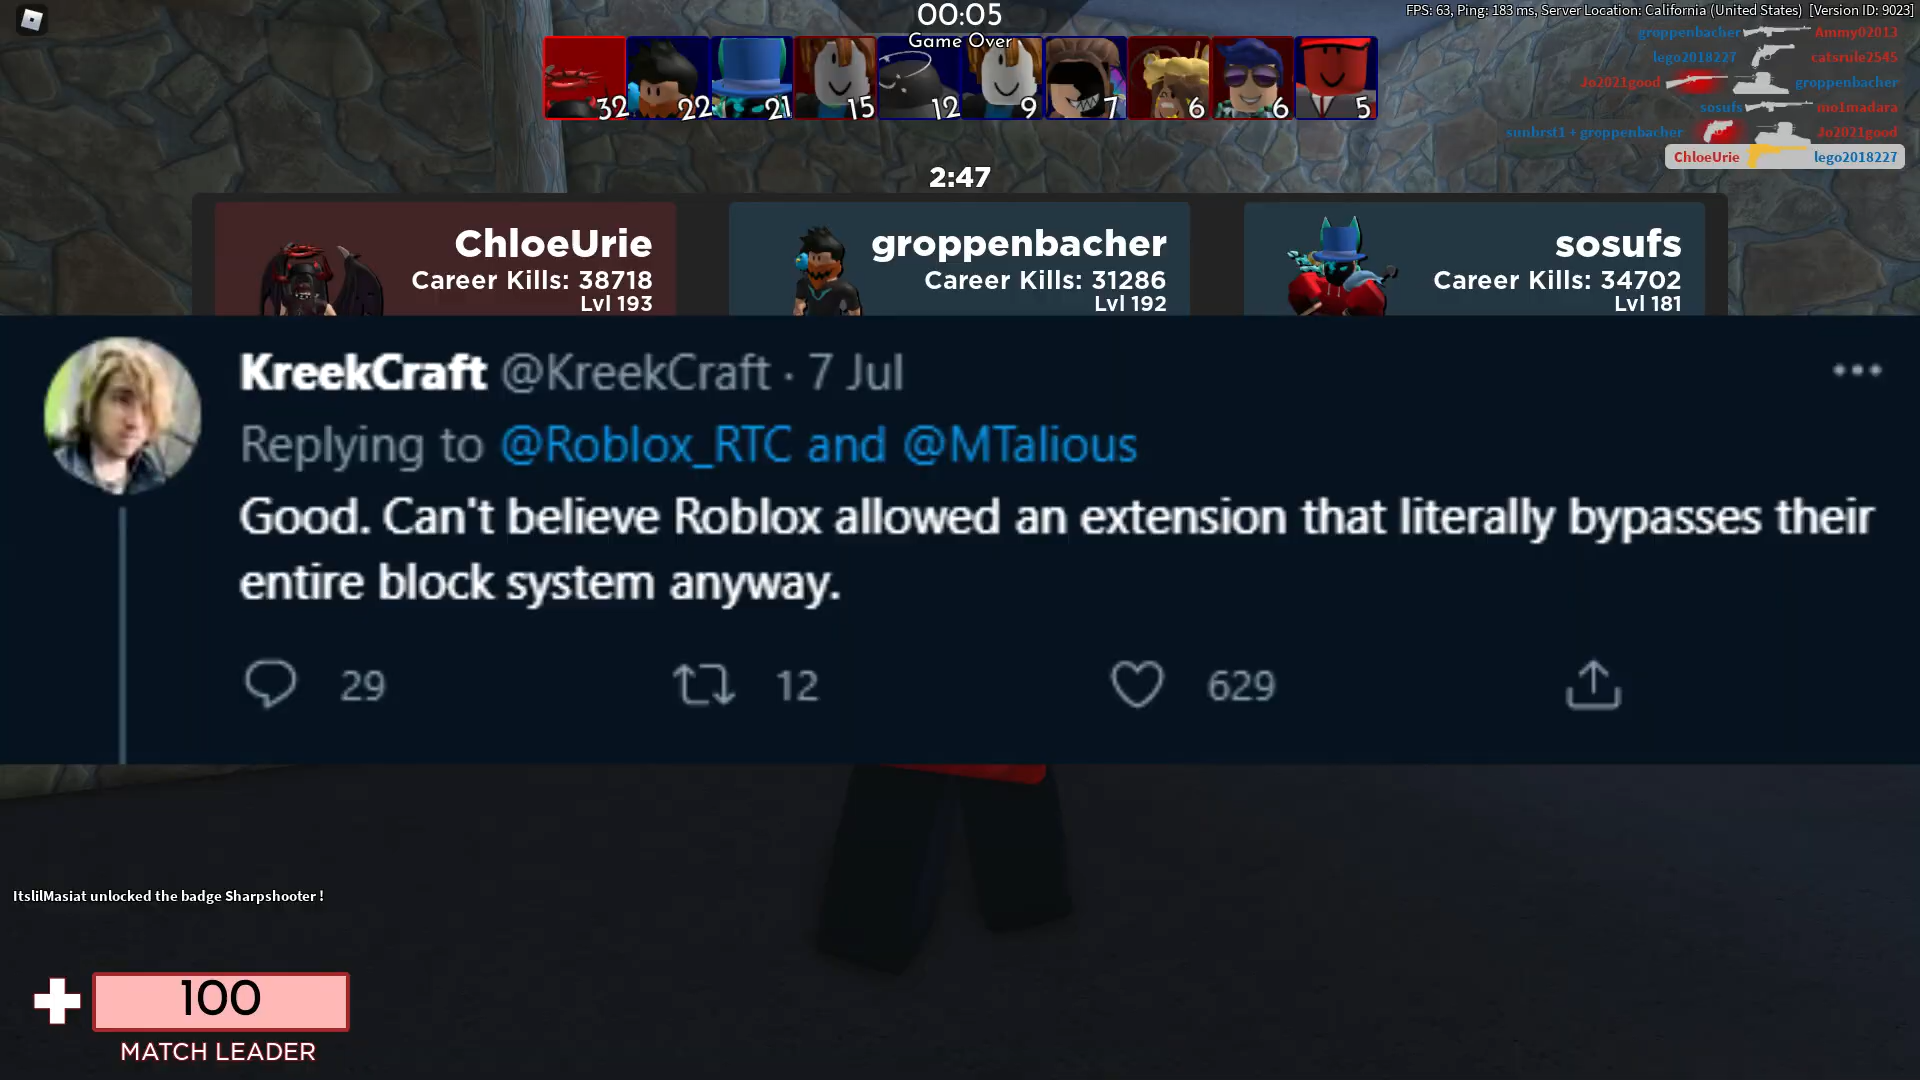 00:05
Game Over
FPS: 63, Ping: 183 ms, Server Location: California (United States) [Version ID: 9023]
groppenbacher Ammy02013
lego2018227 catsrule2545
Jo2021good groppenbacher
sosufs mo1madara
sunbrst1 + groppenbacher Jo2021good
ChloeUrie lego2018227
32 22 21 15 12 9 7 6 6 5
2:47
ChloeUrie
Career Kills: 38718
Lvl 193
groppenbacher
Career Kills: 31286
Lvl 192
sosufs
Career Kills: 34702
Lvl 181
KreekCraft @KreekCraft · 7 Jul
Replying to @Roblox_RTC and @MTalious
Good. Can't believe Roblox allowed an extension that literally bypasses their
entire block system anyway.
29 12 629
ItslilMasiat unlocked the badge Sharpshooter !
100
MATCH LEADER